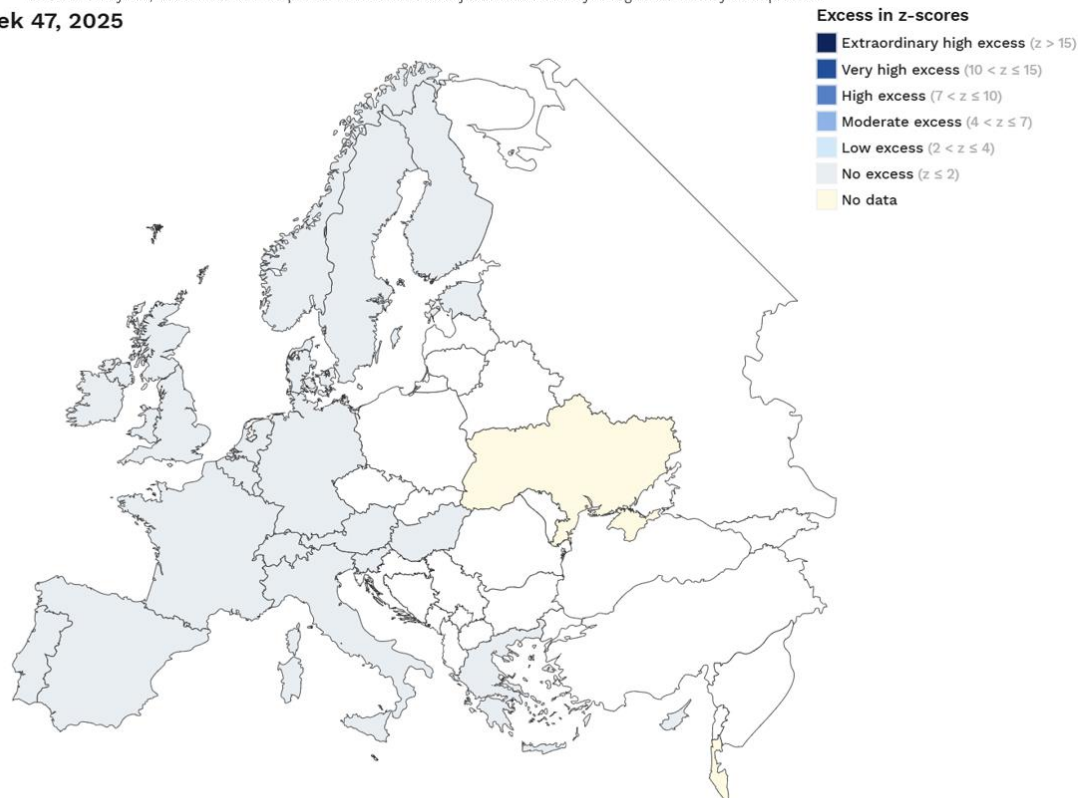 ek 47, 2025
Excess in z-scores
Extraordinary high excess (z > 15)
Very high excess (10 < z ≤ 15)
High excess (7 < z ≤ 10)
Moderate excess (4 < z ≤ 7)
Low excess (2 < z ≤ 4)
No excess (z ≤ 2)
No data